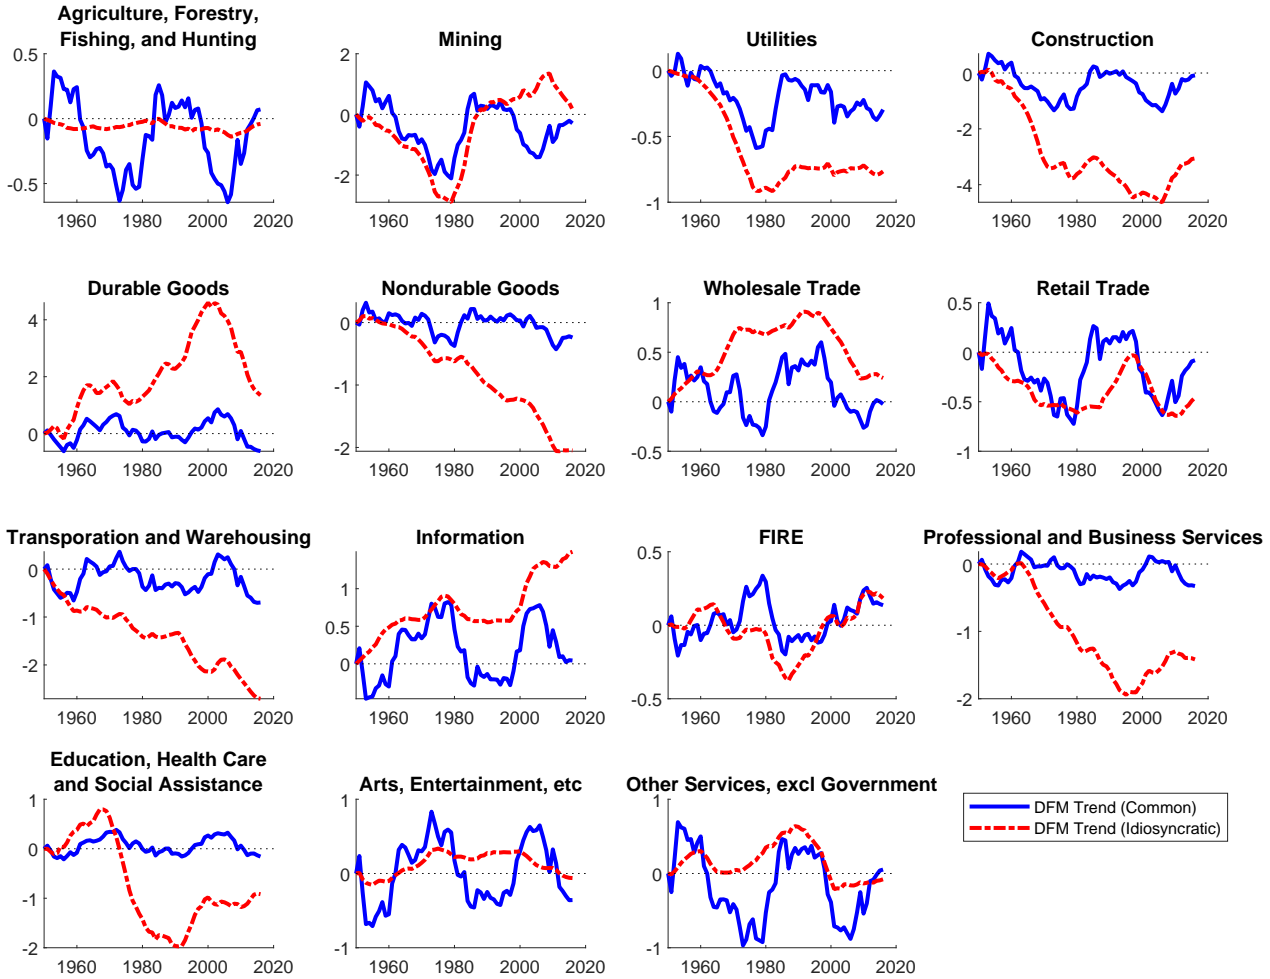 Agriculture, Forestry,
Fishing, and Hunting
0.5
0
-0.5
1960 1980 2000 2020
Mining
2
0
-2
1960 1980 2000 2020
Utilities
0
-0.5
-1
1960 1980 2000 2020
Construction
0
-2
-4
1960 1980 2000 2020
Durable Goods
4
2
0
1960 1980 2000 2020
Nondurable Goods
0
-1
-2
1960 1980 2000 2020
Wholesale Trade
1
0.5
0
-0.5
1960 1980 2000 2020
Retail Trade
0.5
0
-0.5
-1
1960 1980 2000 2020
Transporation and Warehousing
0
-1
-2
1960 1980 2000 2020
Information
1
0.5
0
1960 1980 2000 2020
FIRE
0.5
0
-0.5
1960 1980 2000 2020
Professional and Business Services
0
-1
-2
1960 1980 2000 2020
Education, Health Care
and Social Assistance
1
0
-1
-2
1960 1980 2000 2020
Arts, Entertainment, etc
1
0
-1
1960 1980 2000 2020
Other Services, excl Government
1
0
-1
1960 1980 2000 2020
DFM Trend (Common)
DFM Trend (Idiosyncratic)